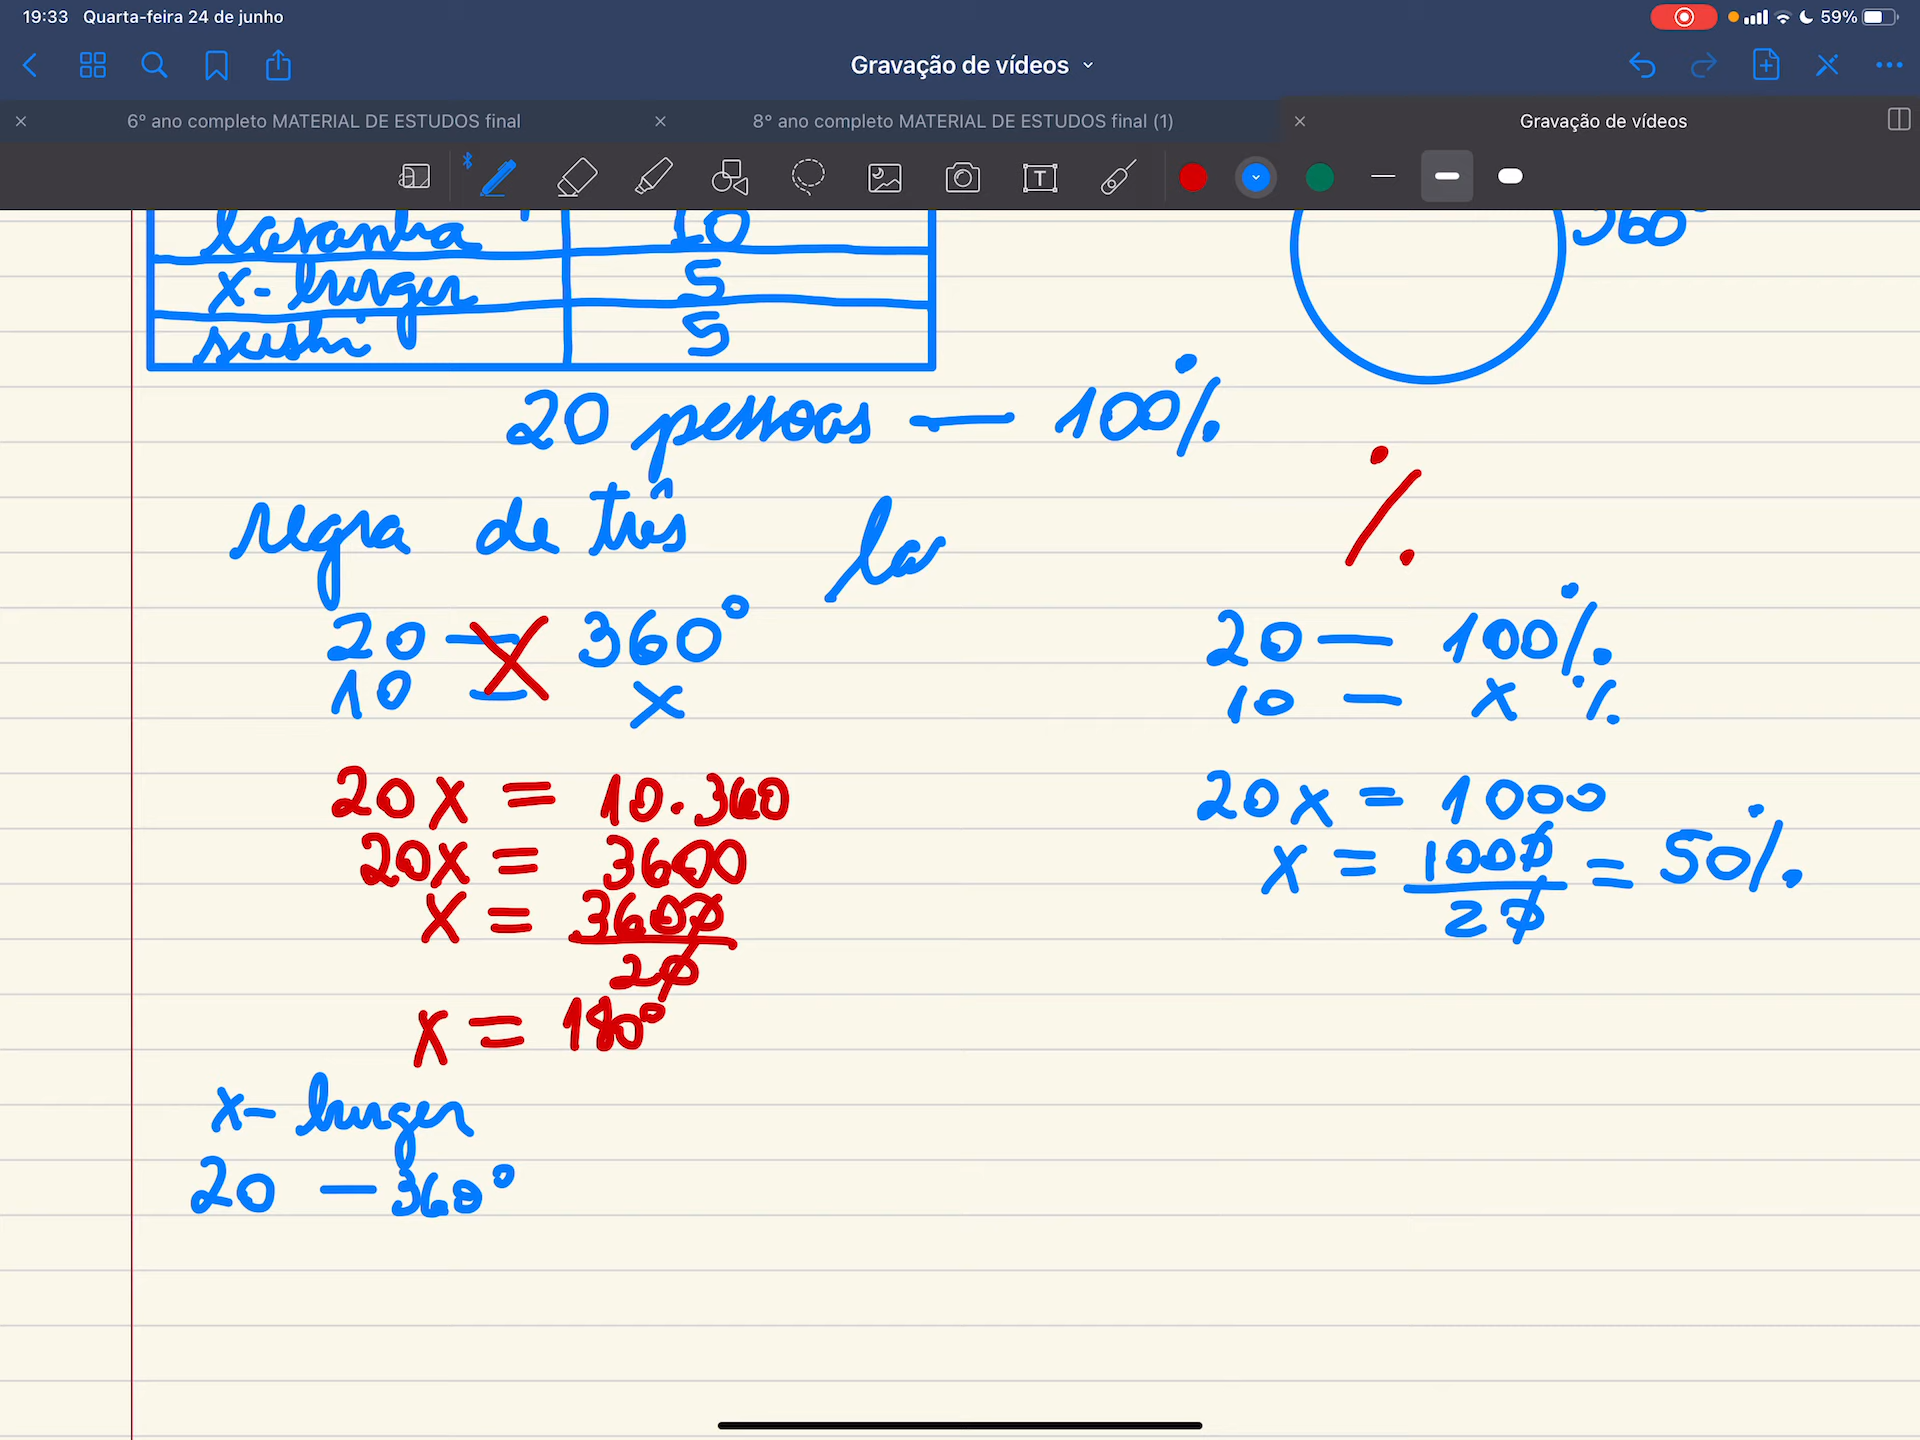 19:33 Quarta-feira 24 de junho 59%
Gravação de vídeos
6º ano completo MATERIAL DE ESTUDOS final
8º ano completo MATERIAL DE ESTUDOS final (1)
Gravação de vídeos
lasanha 10
360°
x-burger 5
sushi 5
20 pessoas — 100%
%
regra de três las
20 — 360°
10 — x
20 — 100%
10 — x %
20x = 10.360
20x = 3600
x = 3600
20
x = 180°
20x = 1000
x = 1000 = 50%
20
x-burger
20 — 360°